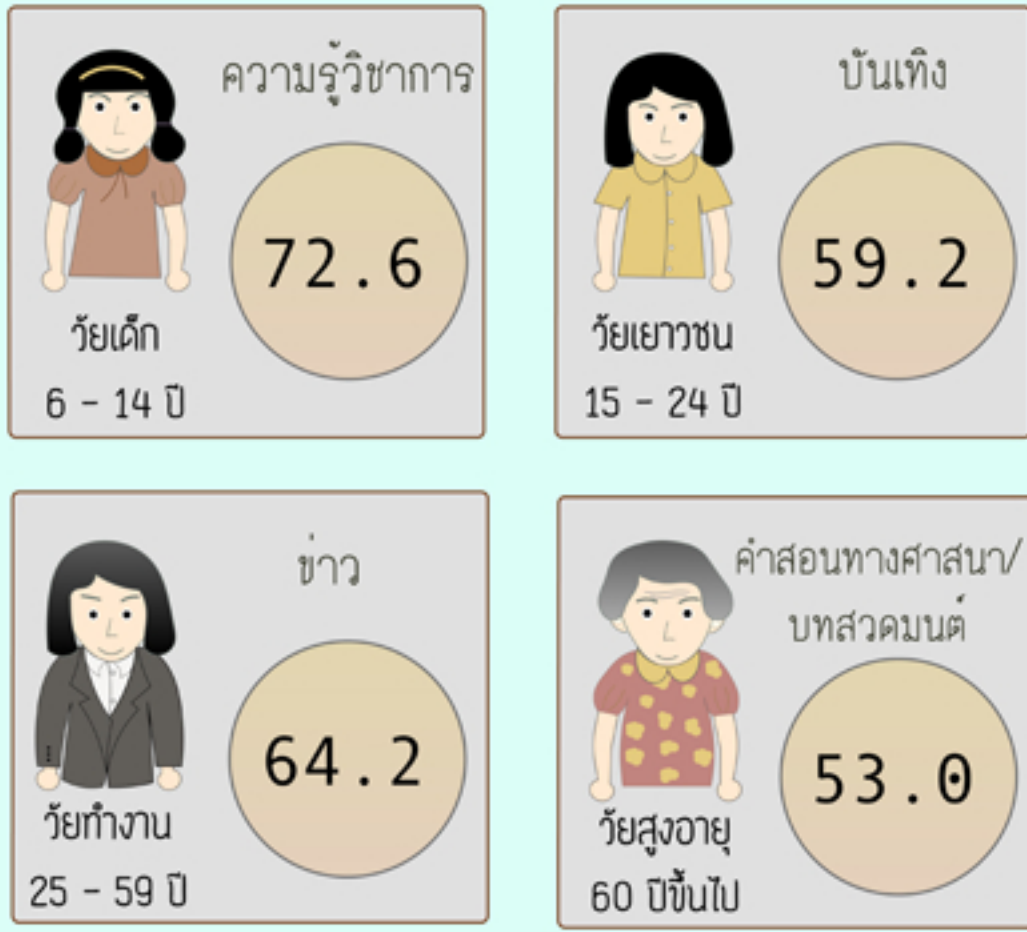 ความรู้วิชาการ
72.6
วัยเด็ก
6 - 14 ปี
บันเทิง
59.2
วัยเยาวชน
15 - 24 ปี
ข่าว
64.2
วัยทำงาน
25 - 59 ปี
คำสอนทางศาสนา/
บทสวดมนต์
53.0
วัยสูงอายุ
60 ปีขึ้นไป